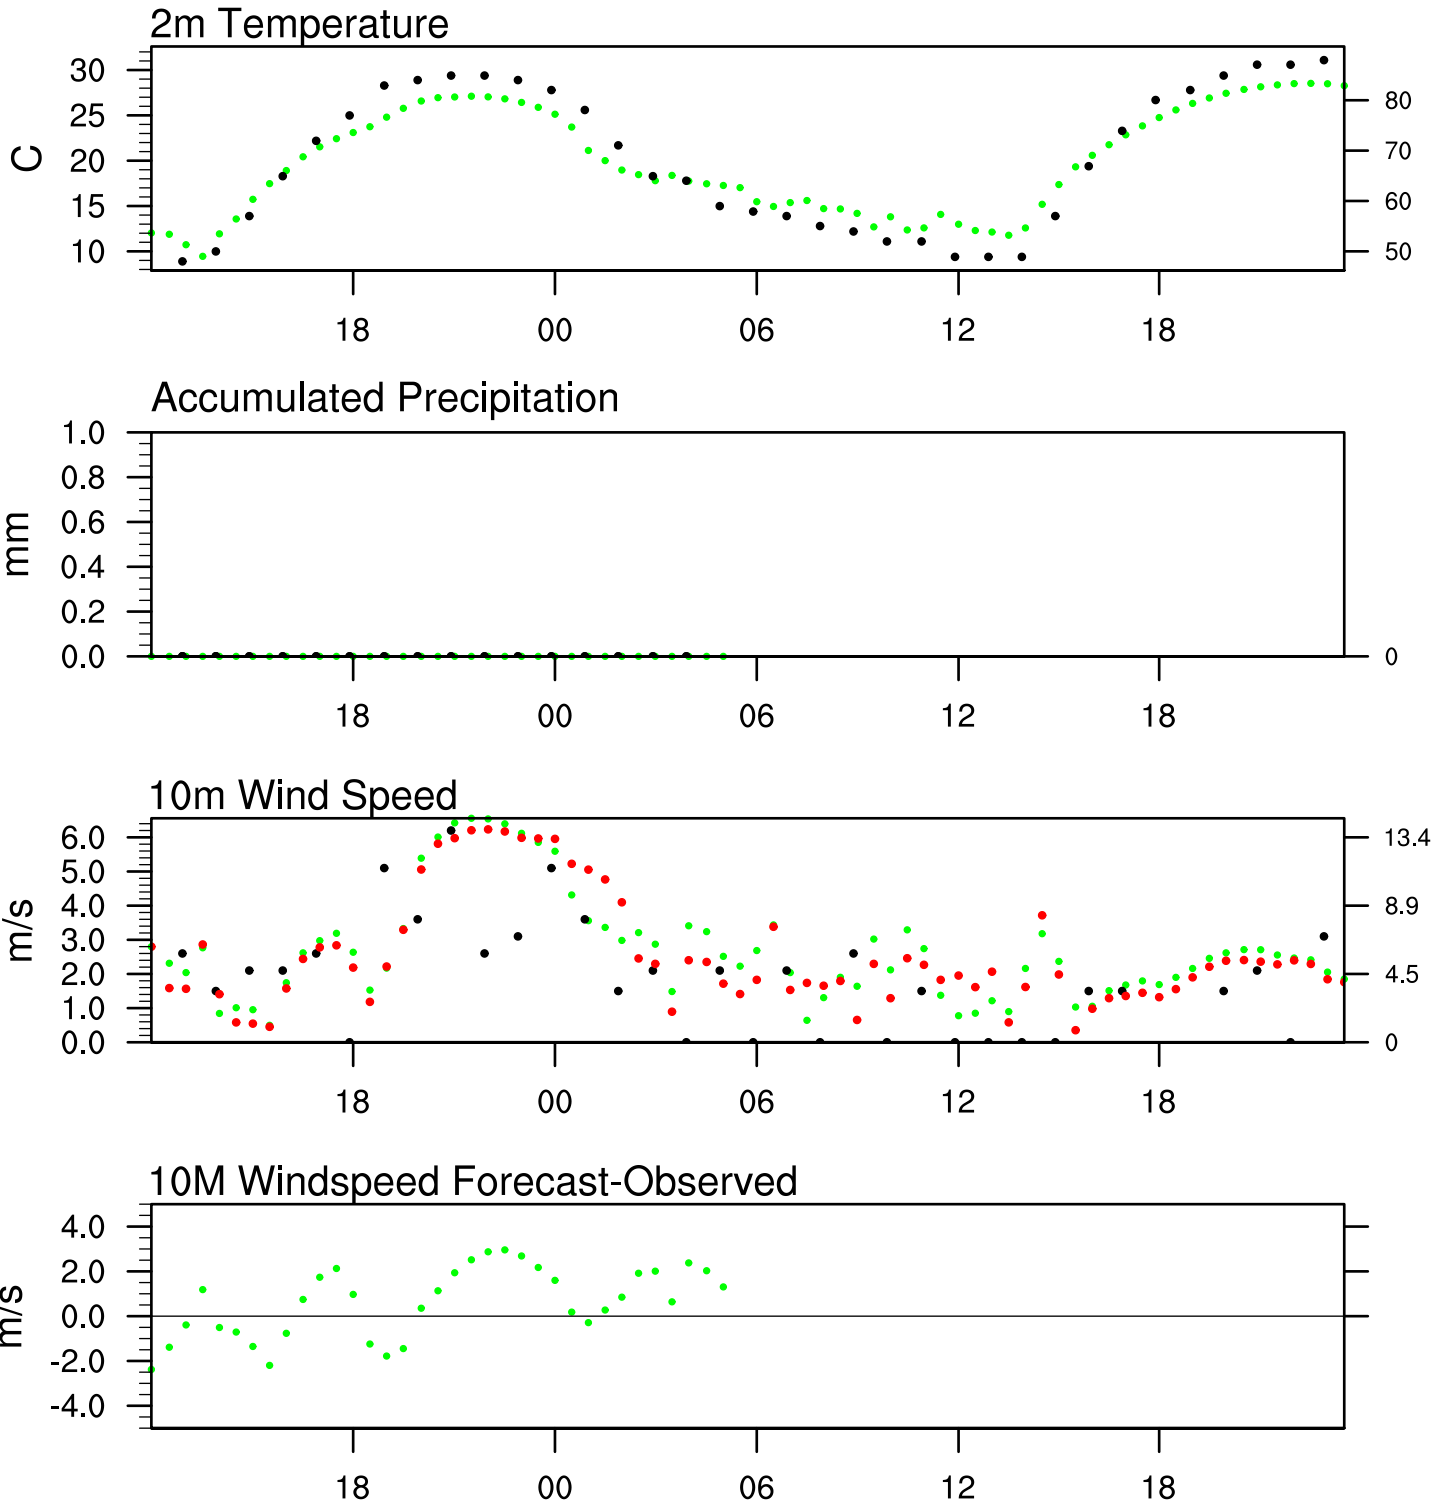 2m Temperature
30
25
20
15
10
C
80
70
60
50
18 00 06 12 18
Accumulated Precipitation
1.0
0.8
0.6
0.4
0.2
0.0
mm
0
18 00 06 12 18
10m Wind Speed
6.0
5.0
4.0
3.0
2.0
1.0
0.0
m/s
13.4
8.9
4.5
0
18 00 06 12 18
10M Windspeed Forecast-Observed
4.0
2.0
0.0
-2.0
-4.0
m/s
18 00 06 12 18